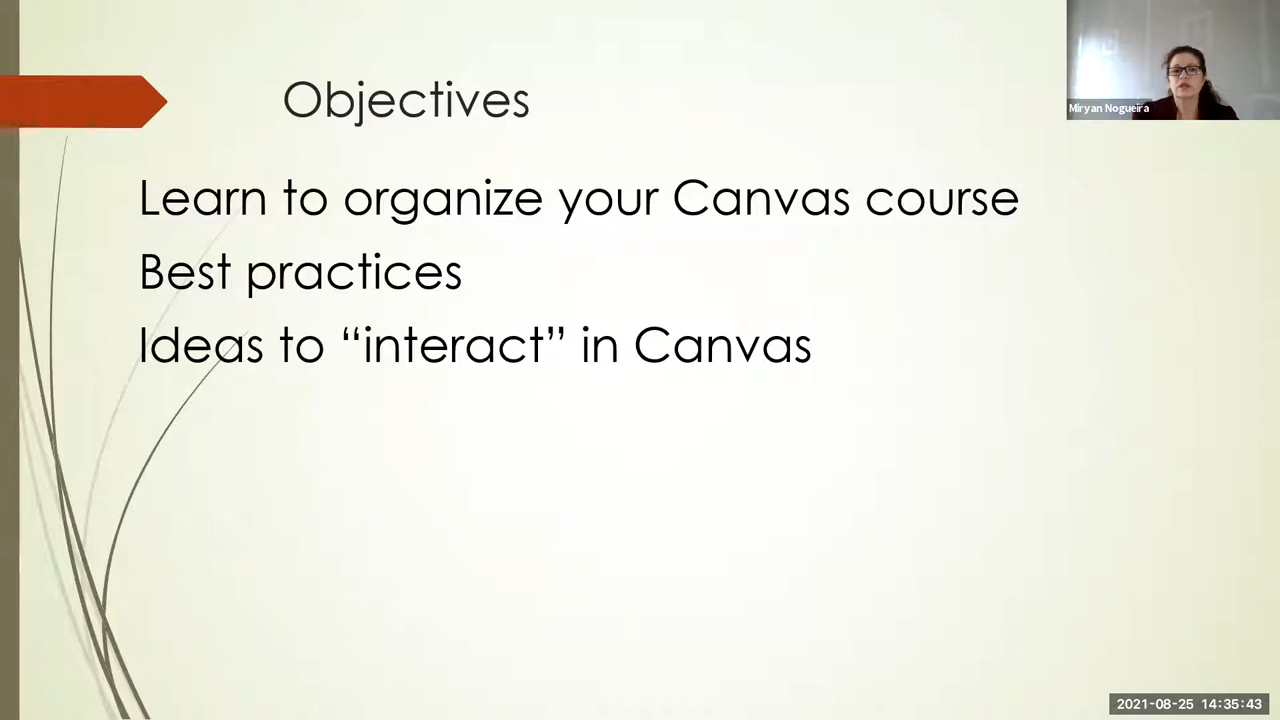 Objectives
Miryan Nogueira
Learn to organize your Canvas course
Best practices
Ideas to “interact” in Canvas
2021-08-25 14:35:43